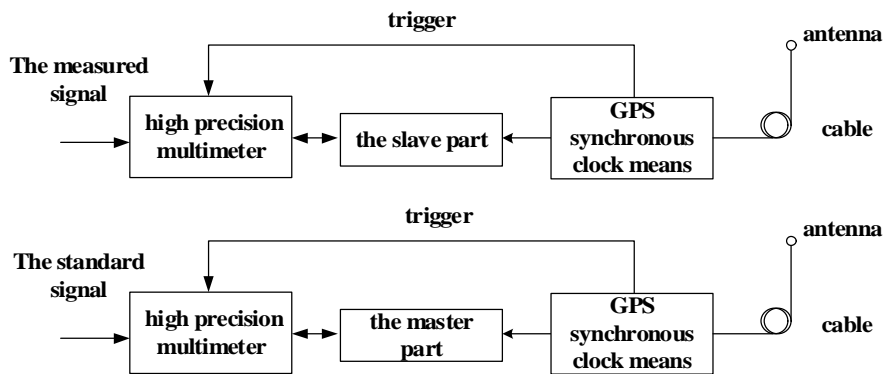 trigger
antenna
The measured
signal
high precision
multimeter
the slave part
GPS
synchronous
clock means
cable
trigger
antenna
The standard
signal
high precision
multimeter
the master
part
GPS
synchronous
clock means
cable